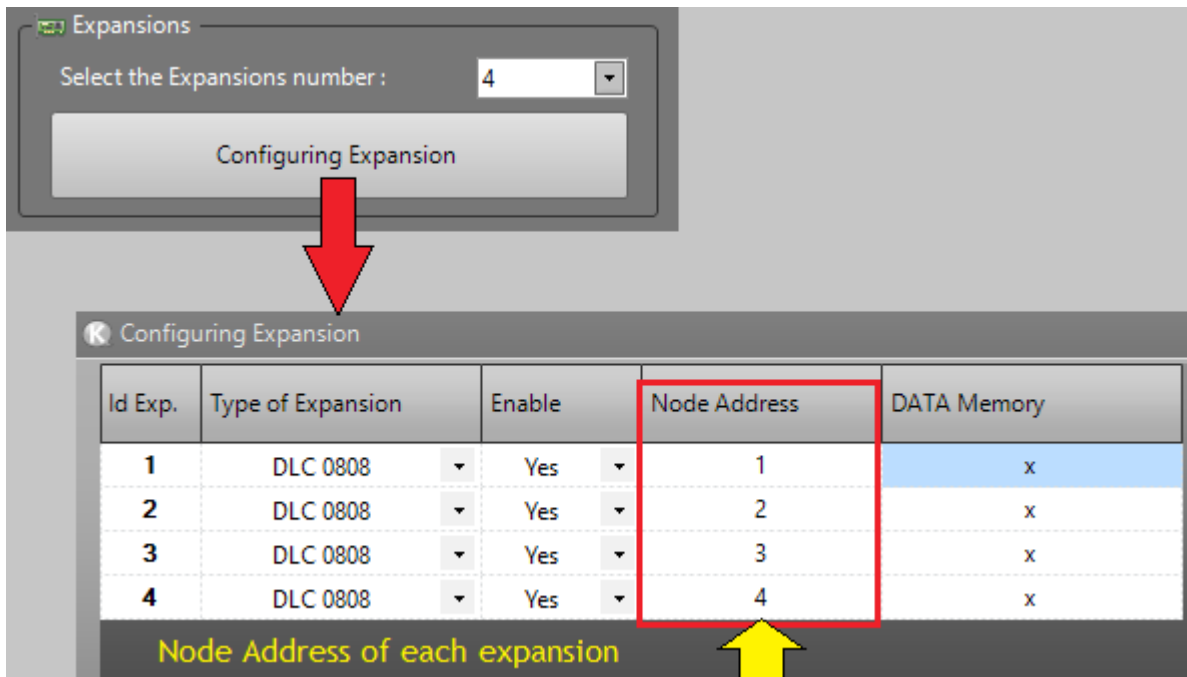 Expansions
Select the Expansions number : 4
Configuring Expansion
K Configuring Expansion
Id Exp. Type of Expansion Enable Node Address DATA Memory
1 DLC 0808 Yes 1 x
2 DLC 0808 Yes 2 x
3 DLC 0808 Yes 3 x
4 DLC 0808 Yes 4 x
Node Address of each expansion